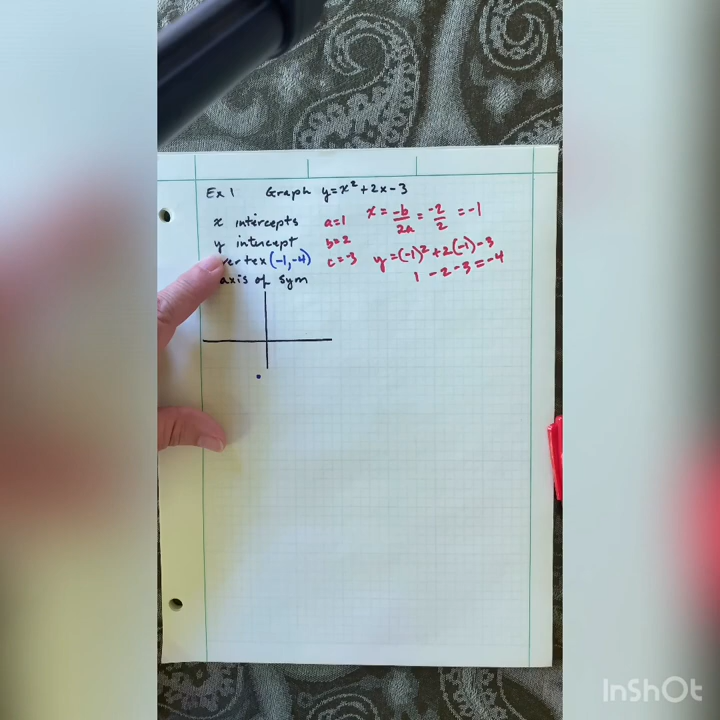 Ex 1 Graph y=x²+2x-3
x intercepts a=1 x = -b/2a = -2/2 = -1
y intercept b=2
vertex (-1,-4) c=-3 y=(-1)²+2(-1)-3
1-2-3=-4
axis of sym
InShOt